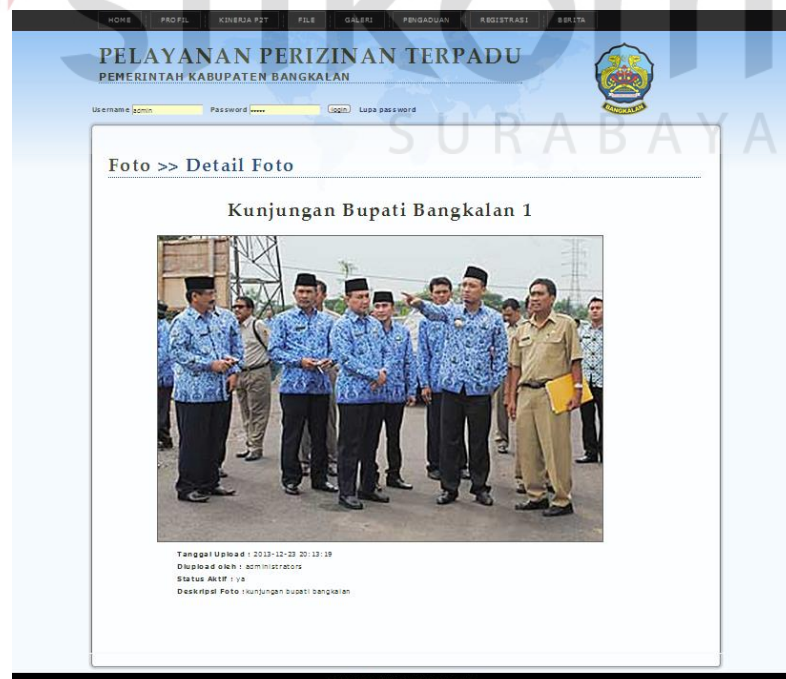 HOME PROFIL KINERJA P2T FILE GALERI PENGADUAN REGISTRASI BERITA
PELAYANAN PERIZINAN TERPADU
PEMERINTAH KABUPATEN BANGKALAN
BANGKALAN
Username admin Password ••••• login Lupa password
SURABAYA
Foto >> Detail Foto
Kunjungan Bupati Bangkalan 1
Tanggal Upload : 2013-12-23 20:13:19
Diupload oleh : administrators
Status Aktif : ya
Deskripsi Foto :kunjungan bupati bangkalan